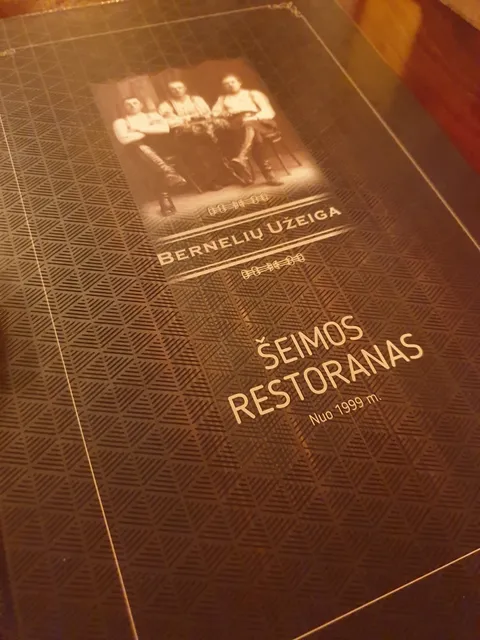 BERNELIŲ UŽEIGA
ŠEIMOS
RESTORANAS
Nuo 1999 m.